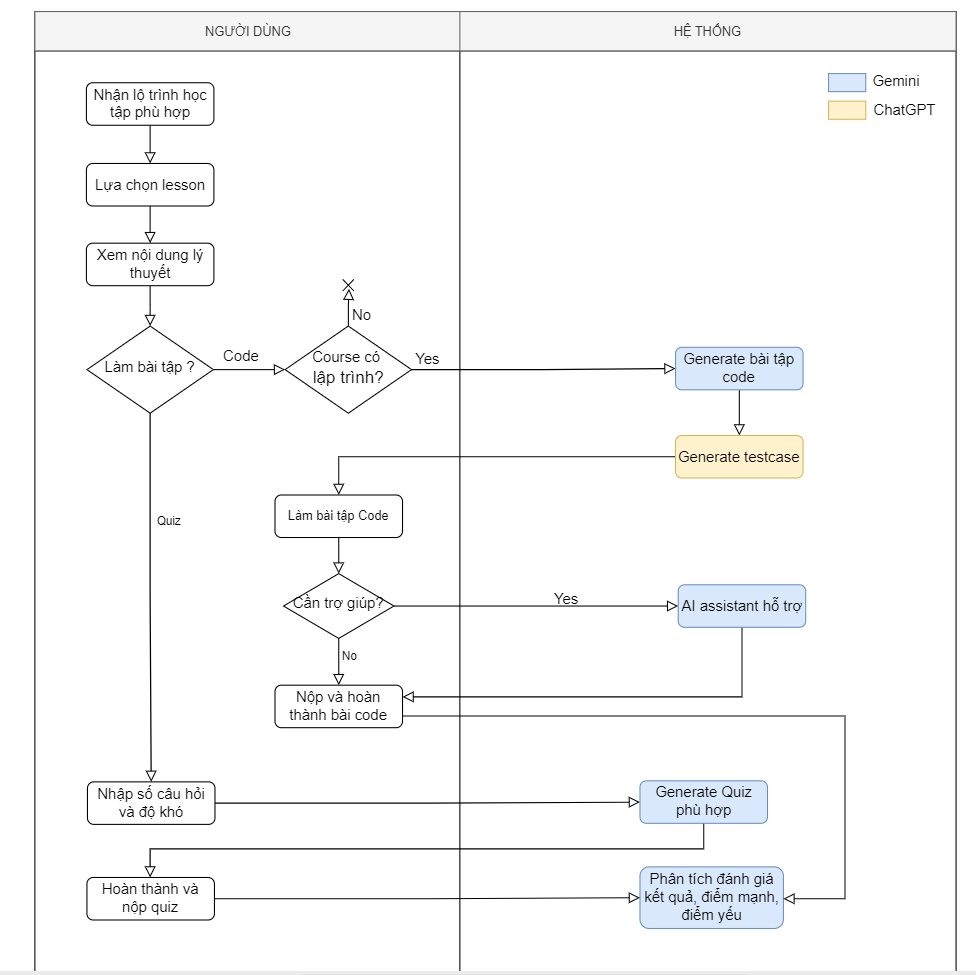 NGƯỜI DÙNG
HỆ THỐNG
Gemini
ChatGPT
Nhận lộ trình học
tập phù hợp
Lựa chọn lesson
Xem nội dung lý
thuyết
Làm bài tập ?
Code
Course có
lập trình?
No
Yes
Generate bài tập
code
Generate testcase
Làm bài tập Code
Quiz
Cần trợ giúp?
Yes
AI assistant hỗ trợ
No
Nộp và hoàn
thành bài code
Nhập số câu hỏi
và độ khó
Generate Quiz
phù hợp
Hoàn thành và
nộp quiz
Phân tích đánh giá
kết quả, điểm mạnh,
điểm yếu